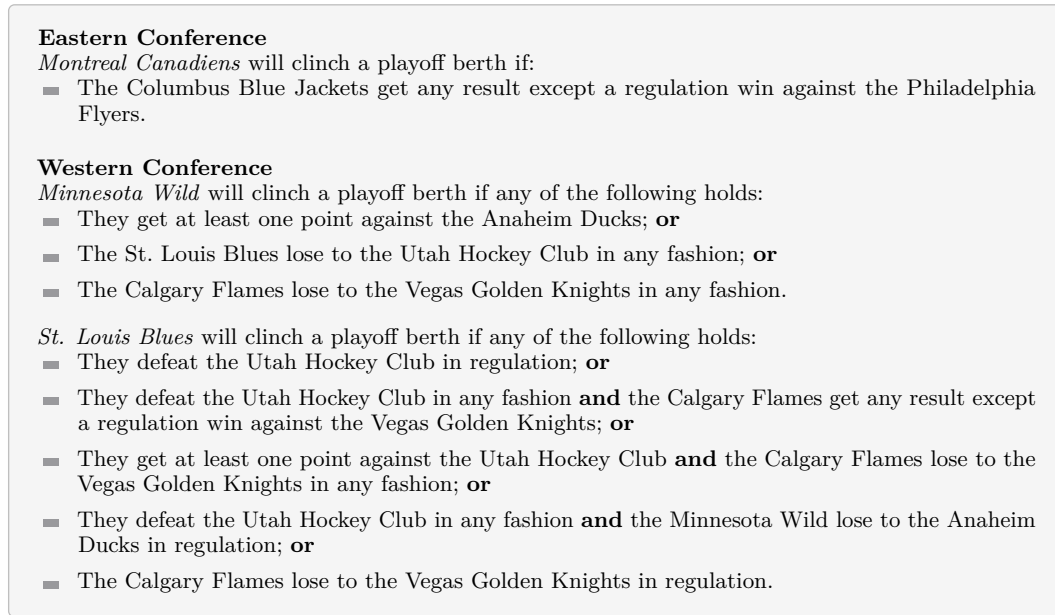 Eastern Conference
Montreal Canadiens will clinch a playoff berth if:
The Columbus Blue Jackets get any result except a regulation win against the Philadelphia
Flyers.
Western Conference
Minnesota Wild will clinch a playoff berth if any of the following holds:
They get at least one point against the Anaheim Ducks; or
The St. Louis Blues lose to the Utah Hockey Club in any fashion; or
The Calgary Flames lose to the Vegas Golden Knights in any fashion.
St. Louis Blues will clinch a playoff berth if any of the following holds:
They defeat the Utah Hockey Club in regulation; or
They defeat the Utah Hockey Club in any fashion and the Calgary Flames get any result except
a regulation win against the Vegas Golden Knights; or
They get at least one point against the Utah Hockey Club and the Calgary Flames lose to the
Vegas Golden Knights in any fashion; or
They defeat the Utah Hockey Club in any fashion and the Minnesota Wild lose to the Anaheim
Ducks in regulation; or
The Calgary Flames lose to the Vegas Golden Knights in regulation.